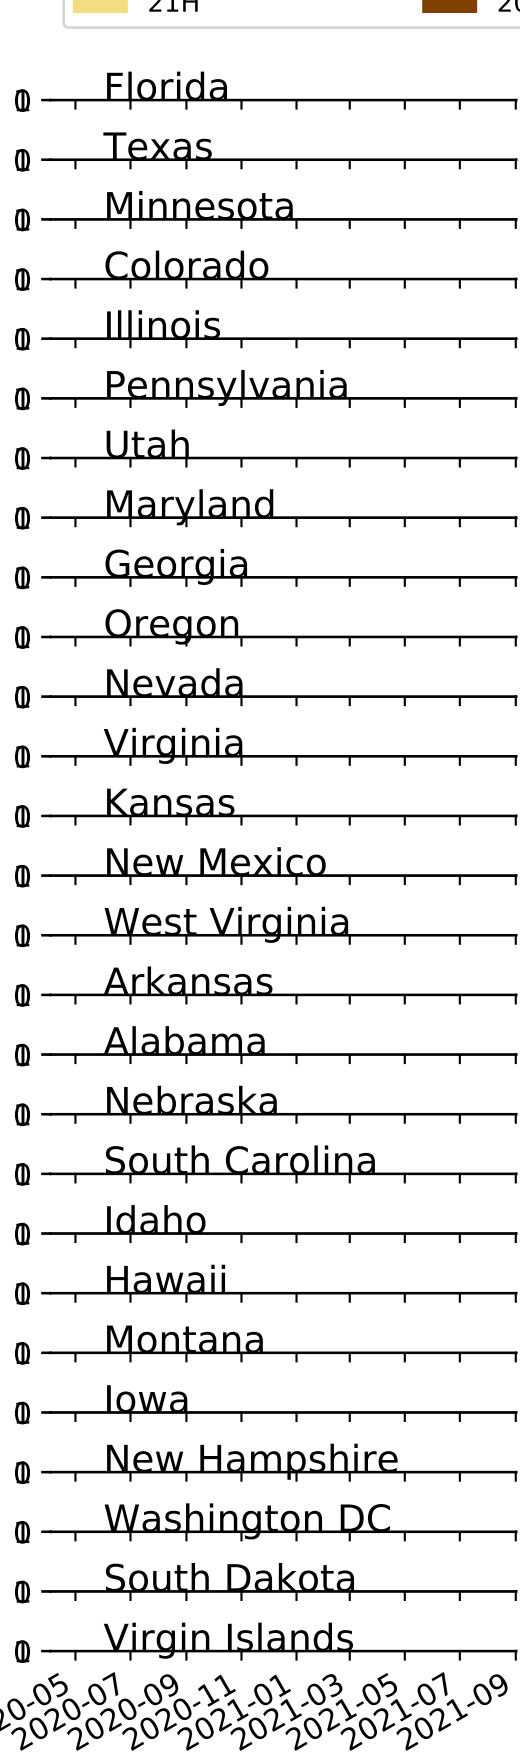 21H
Florida
Texas
Minnesota
Colorado
Illinois
Pennsylvania
Utah
Maryland
Georgia
Oregon
Nevada
Virginia
Kansas
New Mexico
West Virginia
Arkansas
Alabama
Nebraska
South Carolina
Idaho
Hawaii
Montana
Iowa
New Hampshire
Washington DC
South Dakota
Virgin Islands
20-05 2020-07 2020-09 2020-11 2021-01 2021-03 2021-05 2021-07 2021-09